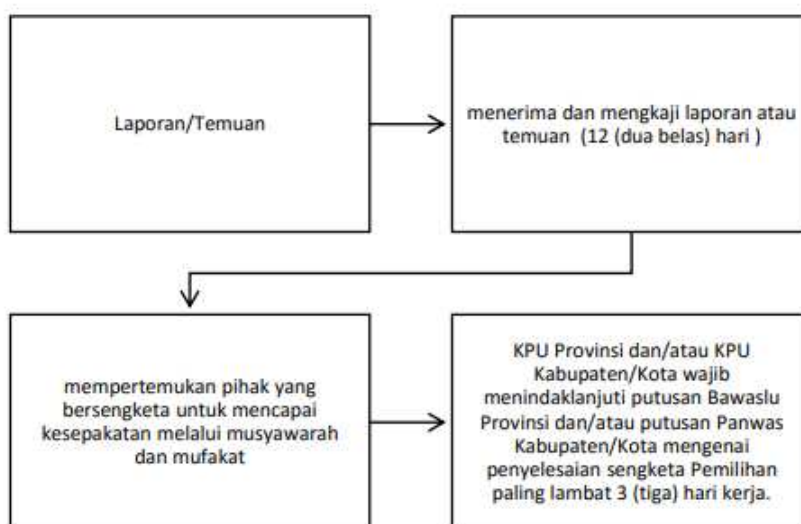 Laporan/Temuan
menerima dan mengkaji laporan atau
temuan (12 (dua belas) hari )
mempertemukan pihak yang
bersengketa untuk mencapai
kesepakatan melalui musyawarah
dan mufakat
KPU Provinsi dan/atau KPU
Kabupaten/Kota wajib
menindaklanjuti putusan Bawaslu
Provinsi dan/atau putusan Panwas
Kabupaten/Kota mengenai
penyelesaian sengketa Pemilihan
paling lambat 3 (tiga) hari kerja.